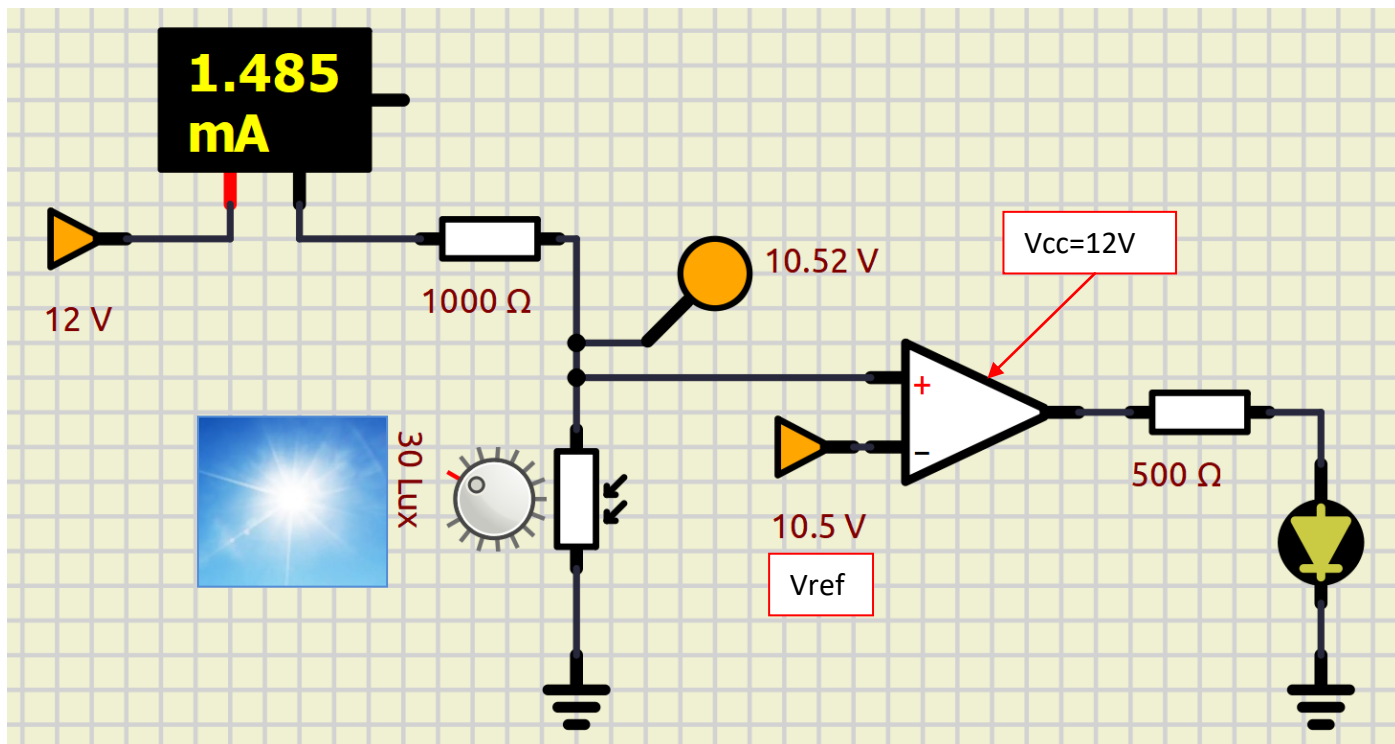 1.485
mA
12 V
1000 Ω
10.52 V
Vcc=12V
30 Lux
+
−
10.5 V
Vref
500 Ω